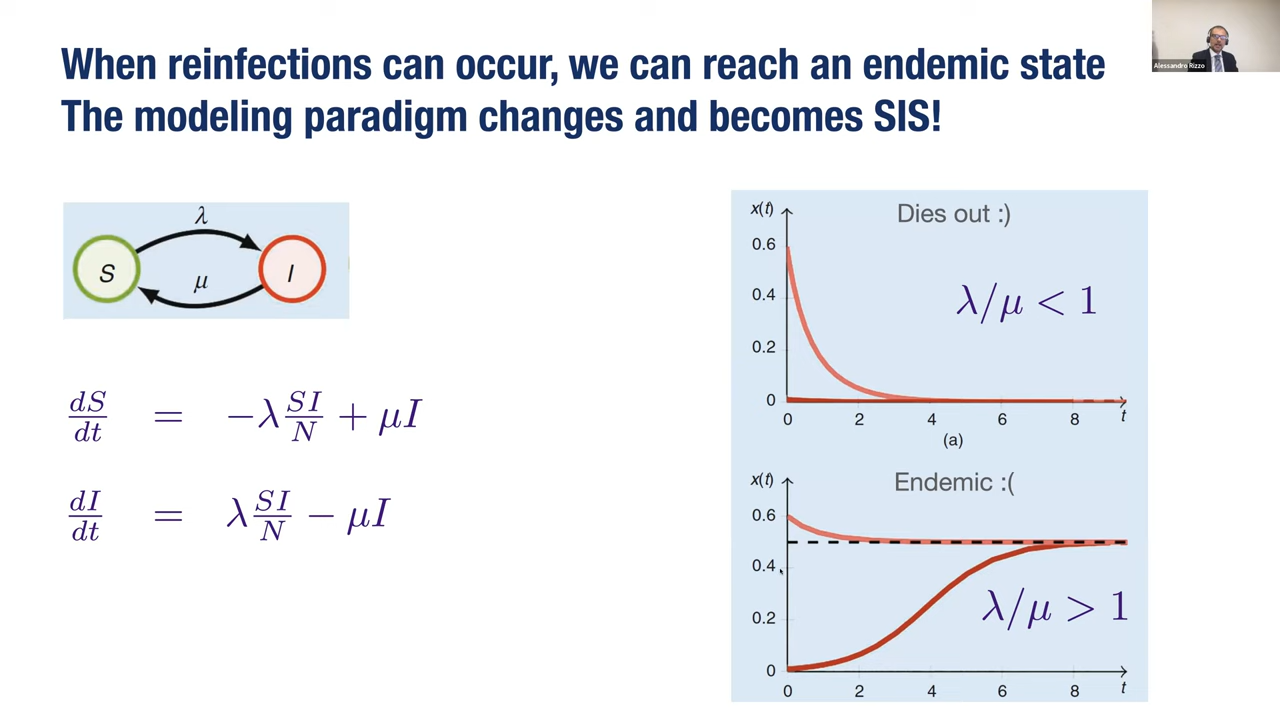 When reinfections can occur, we can reach an endemic state
The modeling paradigm changes and becomes SIS!
Alessandro Rizzo
λ
S
I
μ
dS/dt = −λ SI/N + μI
dI/dt = λ SI/N − μI
x(t)
Dies out :)
0.6
0.4
λ/μ < 1
0.2
0
0 2 4 6 8 t
(a)
x(t)
Endemic :(
0.6
0.4
λ/μ > 1
0.2
0
0 2 4 6 8 t